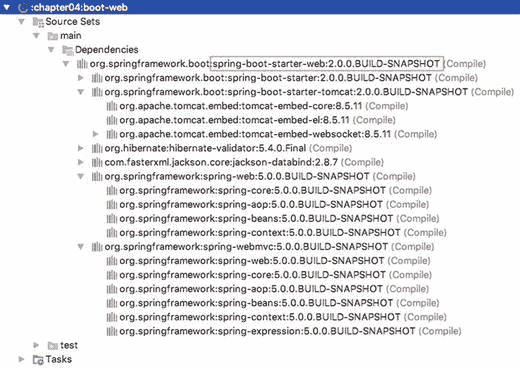 :chapter04:boot-web
Source Sets
main
Dependencies
org.springframework.boot:spring-boot-starter-web:2.0.0.BUILD-SNAPSHOT (Compile)
org.springframework.boot:spring-boot-starter:2.0.0.BUILD-SNAPSHOT (Compile)
org.springframework.boot:spring-boot-starter-tomcat:2.0.0.BUILD-SNAPSHOT (Compile)
org.apache.tomcat.embed:tomcat-embed-core:8.5.11 (Compile)
org.apache.tomcat.embed:tomcat-embed-el:8.5.11 (Compile)
org.apache.tomcat.embed:tomcat-embed-websocket:8.5.11 (Compile)
org.hibernate:hibernate-validator:5.4.0.Final (Compile)
com.fasterxml.jackson.core:jackson-databind:2.8.7 (Compile)
org.springframework:spring-web:5.0.0.BUILD-SNAPSHOT (Compile)
org.springframework:spring-core:5.0.0.BUILD-SNAPSHOT (Compile)
org.springframework:spring-aop:5.0.0.BUILD-SNAPSHOT (Compile)
org.springframework:spring-beans:5.0.0.BUILD-SNAPSHOT (Compile)
org.springframework:spring-context:5.0.0.BUILD-SNAPSHOT (Compile)
org.springframework:spring-webmvc:5.0.0.BUILD-SNAPSHOT (Compile)
org.springframework:spring-web:5.0.0.BUILD-SNAPSHOT (Compile)
org.springframework:spring-core:5.0.0.BUILD-SNAPSHOT (Compile)
org.springframework:spring-aop:5.0.0.BUILD-SNAPSHOT (Compile)
org.springframework:spring-beans:5.0.0.BUILD-SNAPSHOT (Compile)
org.springframework:spring-context:5.0.0.BUILD-SNAPSHOT (Compile)
org.springframework:spring-expression:5.0.0.BUILD-SNAPSHOT (Compile)
test
Tasks